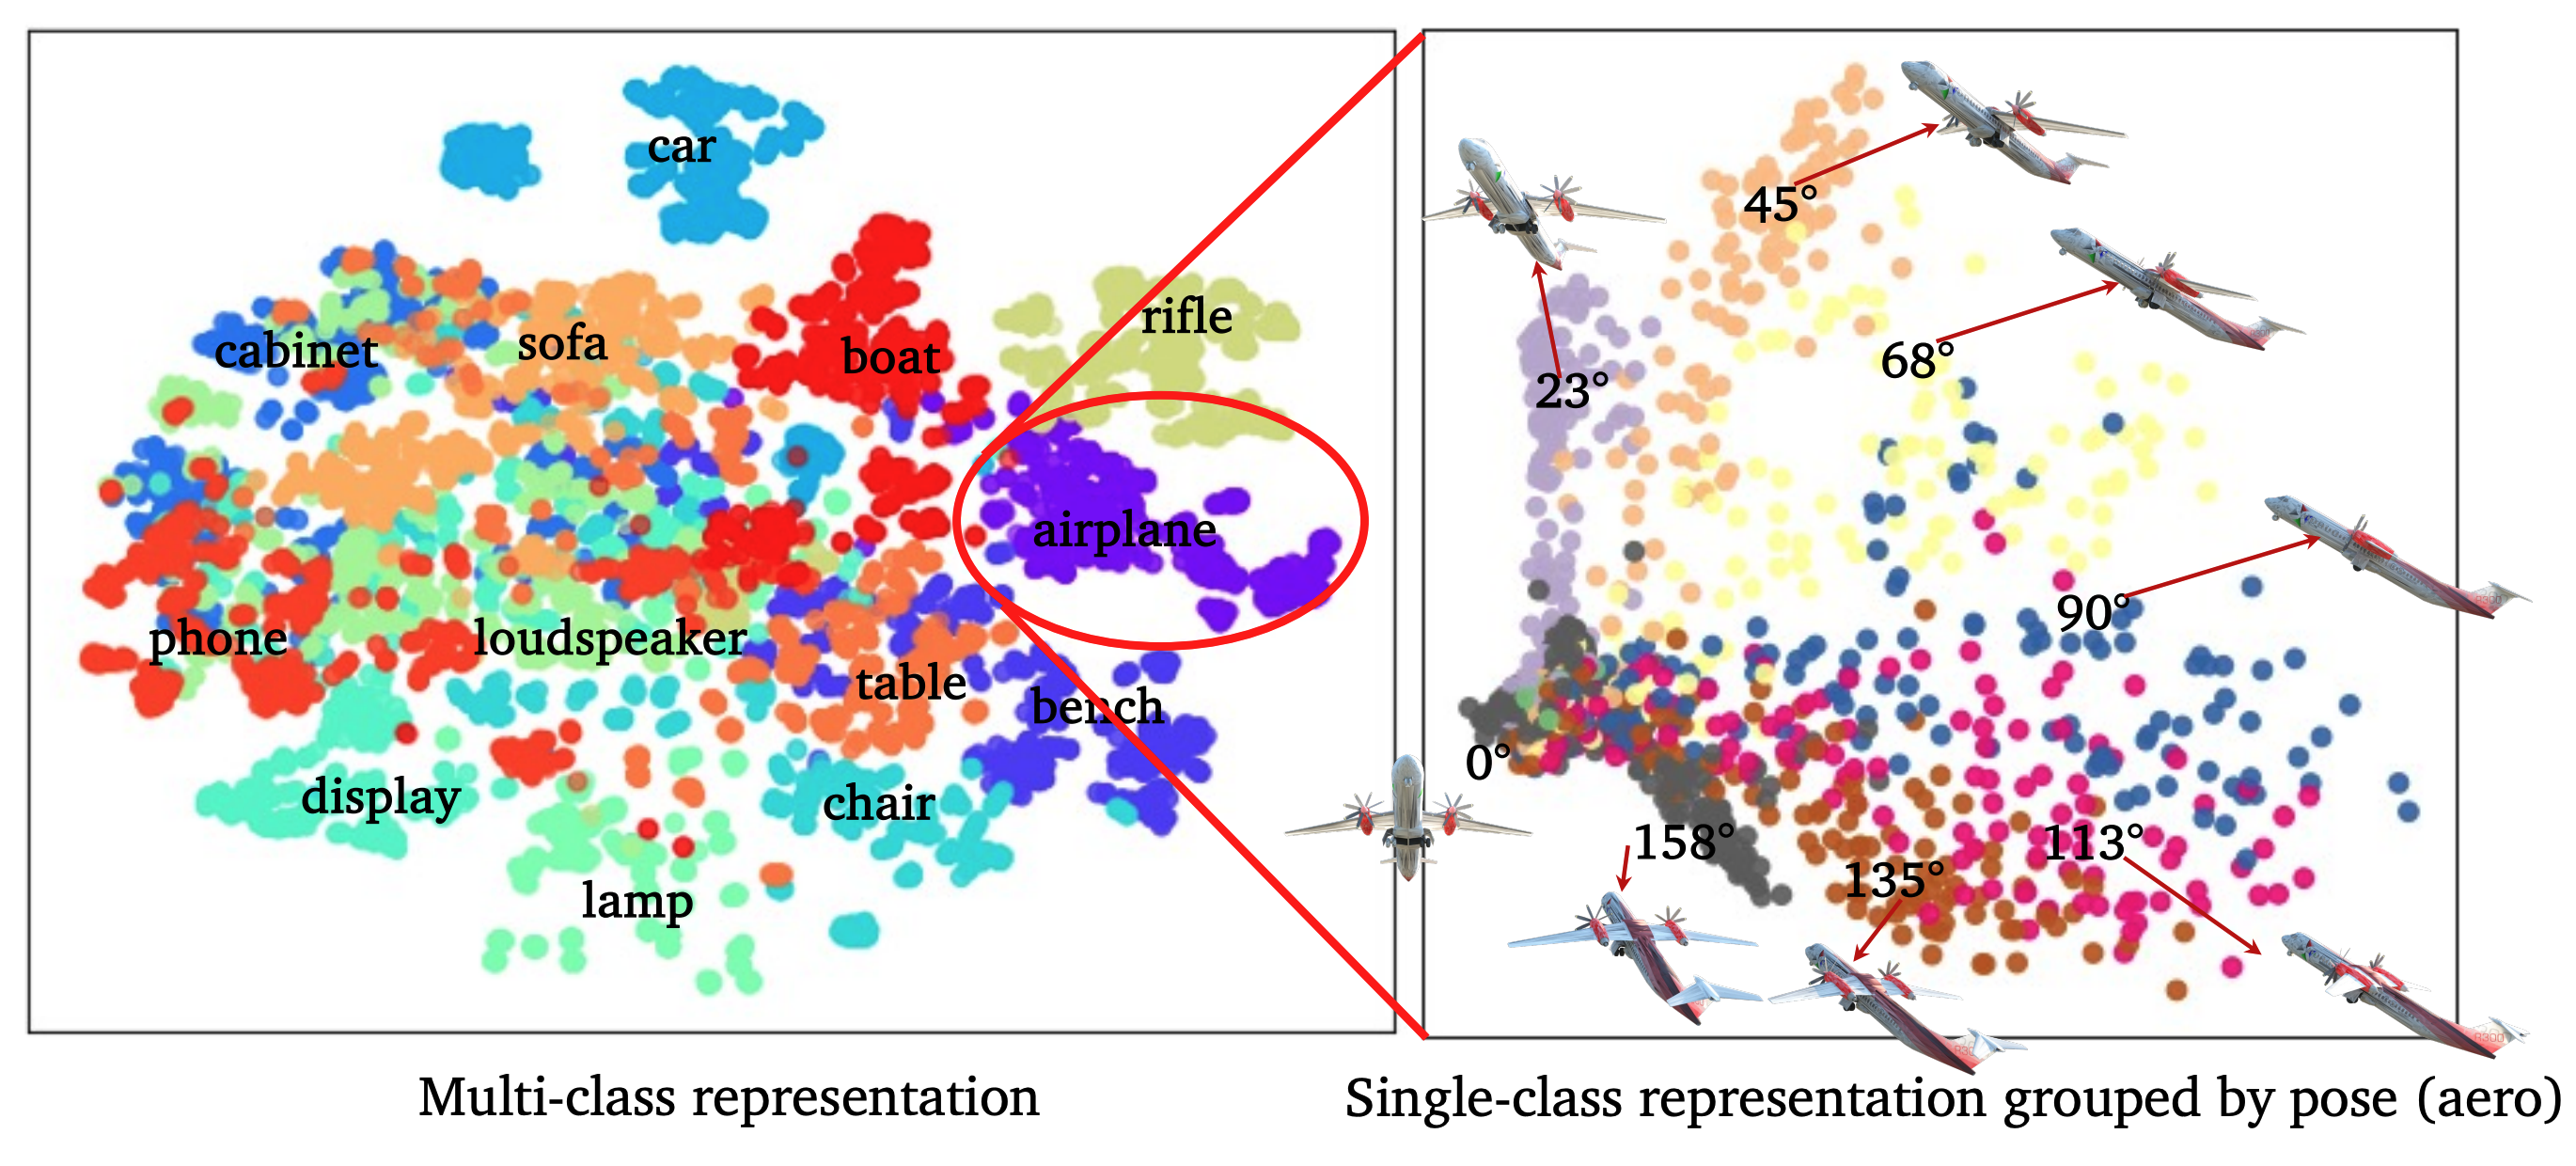 car
rifle
cabinet
sofa
boat
airplane
phone
loudspeaker
table
bench
display
chair
lamp
45°
68°
23°
90°
0°
158°
135°
113°
Multi-class representation
Single-class representation grouped by pose (aero)